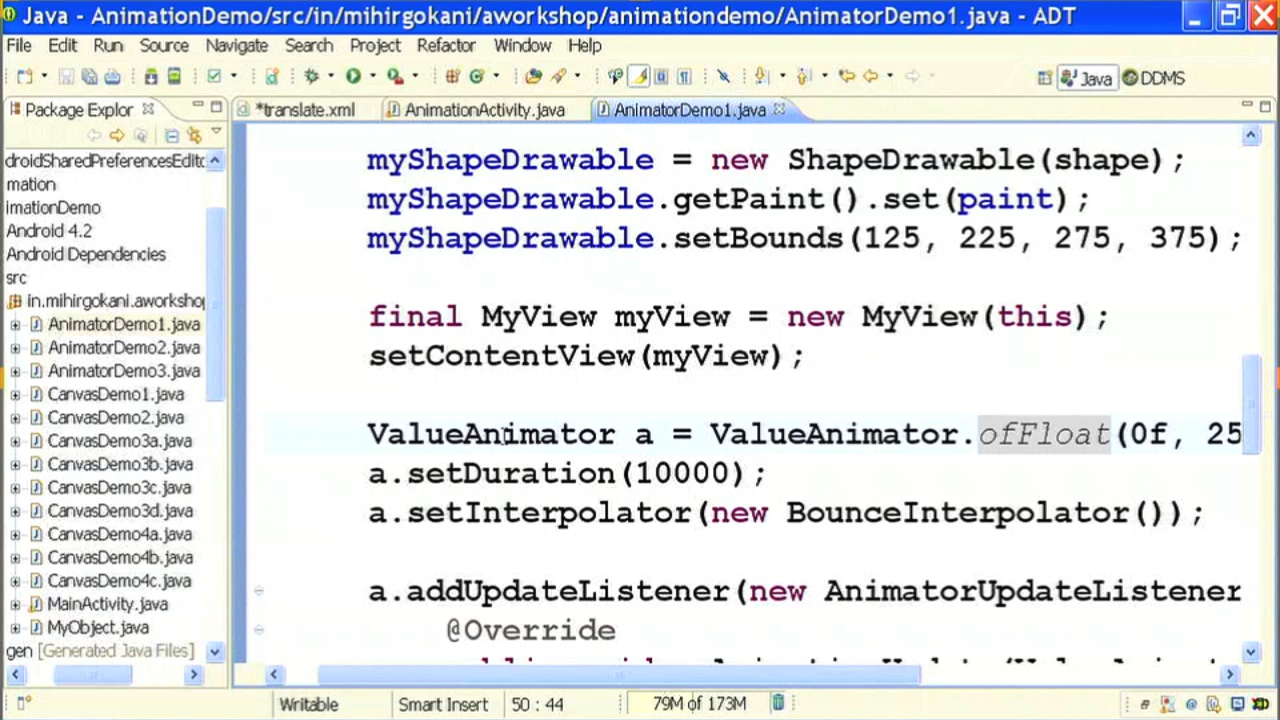 Java - AnimationDemo/src/in/mihirgokani/aworkshop/animationdemo/AnimatorDemo1.java - ADT
File Edit Run Source Navigate Search Project Refactor Window Help
Java DDMS
Package Explor
*translate.xml AnimationActivity.java AnimatorDemo1.java
droidSharedPreferencesEdito
mation
imationDemo
Android 4.2
Android Dependencies
src
in.mihirgokani.aworkshop
AnimatorDemo1.java
AnimatorDemo2.java
AnimatorDemo3.java
CanvasDemo1.java
CanvasDemo2.java
CanvasDemo3a.java
CanvasDemo3b.java
CanvasDemo3c.java
CanvasDemo3d.java
CanvasDemo4a.java
CanvasDemo4b.java
CanvasDemo4c.java
MainActivity.java
MyObject.java
gen [Generated Java Files]
myShapeDrawable = new ShapeDrawable(shape);
myShapeDrawable.getPaint().set(paint);
myShapeDrawable.setBounds(125, 225, 275, 375);
final MyView myView = new MyView(this);
setContentView(myView);
ValueAnimator a = ValueAnimator.ofFloat(0f, 25
a.setDuration(10000);
a.setInterpolator(new BounceInterpolator());
a.addUpdateListener(new AnimatorUpdateListener
@Override
Writable Smart Insert 50 : 44 79M of 173M